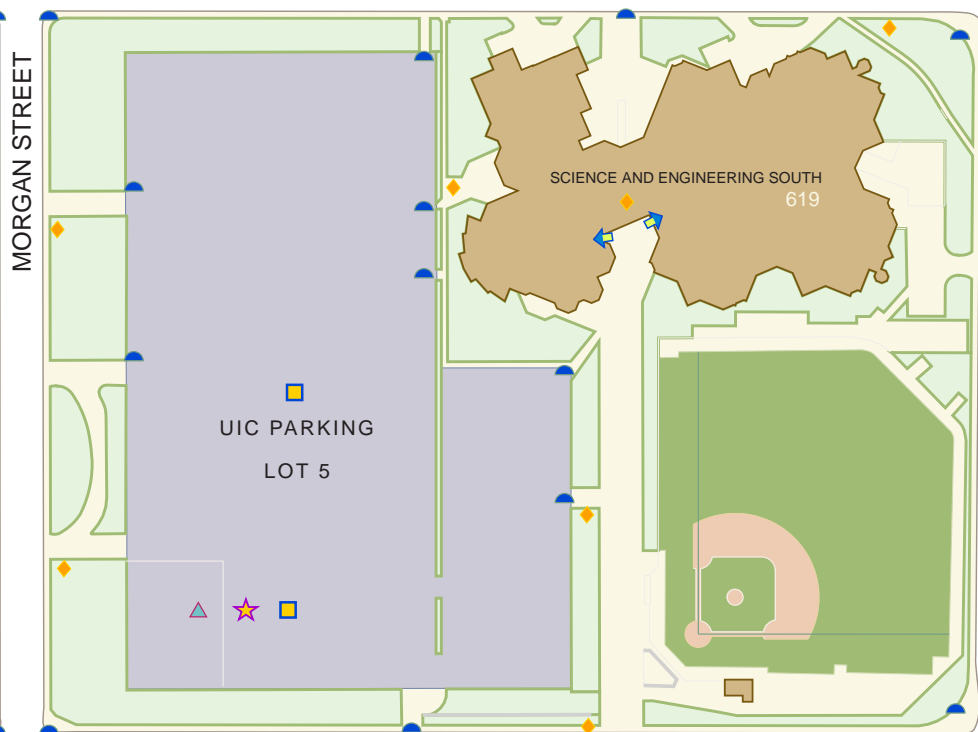 MORGAN STREET
SCIENCE AND ENGINEERING SOUTH
619
UIC PARKING
LOT 5